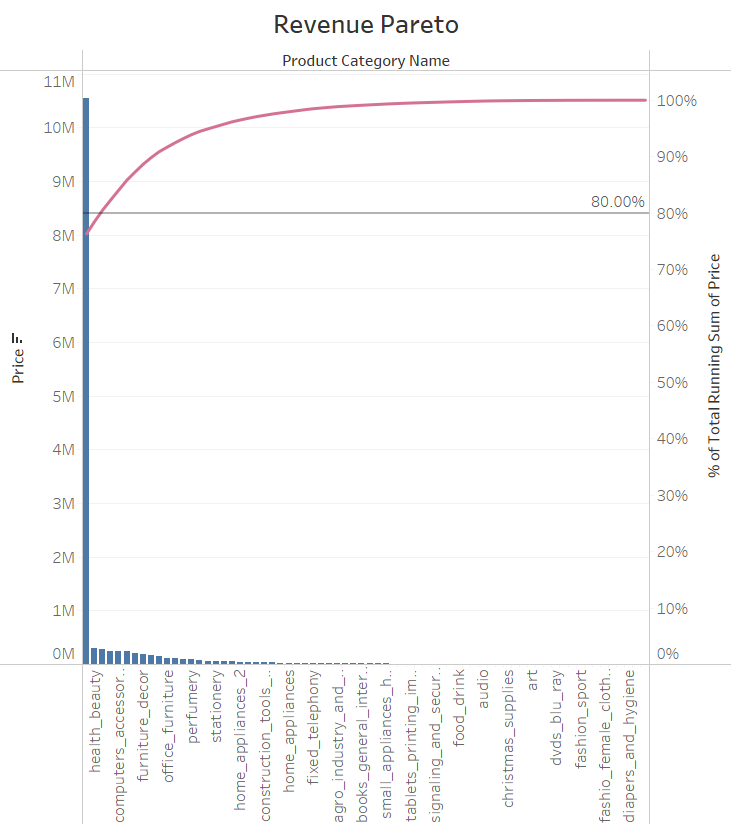 Revenue Pareto
Product Category Name
11M
10M
9M
8M
7M
6M
5M
4M
3M
2M
1M
0M
Price
80.00%
100%
90%
80%
70%
60%
50%
40%
30%
20%
10%
0%
% of Total Running Sum of Price
health_beauty
computers_accessor..
furniture_decor
office_furniture
perfumery
stationery
home_appliances_2
construction_tools_..
home_appliances
fixed_telephony
agro_industry_and_..
books_general_inter..
small_appliances_h..
tablets_printing_im..
signaling_and_secur..
food_drink
audio
christmas_supplies
art
dvds_blu_ray
fashion_sport
fashio_female_cloth..
diapers_and_hygiene